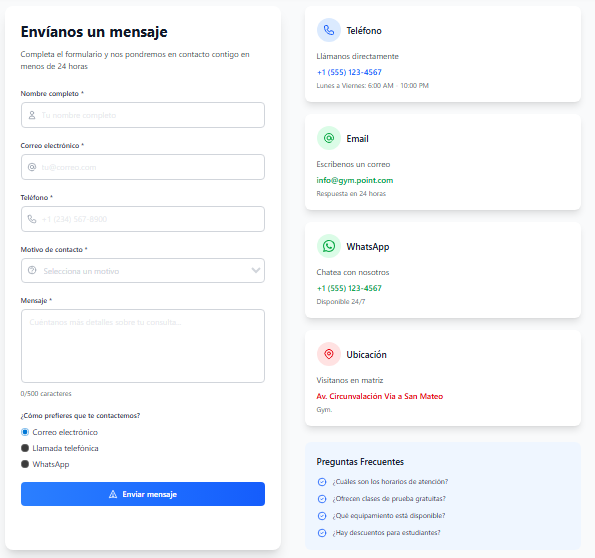 Envíanos un mensaje
Completa el formulario y nos pondremos en contacto contigo en
menos de 24 horas
Nombre completo *
Tu nombre completo
Correo electrónico *
tu@correo.com
Teléfono *
+1 (234) 567-8900
Motivo de contacto *
Selecciona un motivo
Mensaje *
Cuéntanos más detalles sobre tu consulta...
0/500 caracteres
¿Cómo prefieres que te contactemos?
Correo electrónico
Llamada telefónica
WhatsApp
Enviar mensaje
Teléfono
Llámanos directamente
+1 (555) 123-4567
Lunes a Viernes: 6:00 AM - 10:00 PM
Email
Escríbenos un correo
info@gym.point.com
Respuesta en 24 horas
WhatsApp
Chatea con nosotros
+1 (555) 123-4567
Disponible 24/7
Ubicación
Visítanos en matriz
Av. Circunvalación Vía a San Mateo
Gym.
Preguntas Frecuentes
¿Cuáles son los horarios de atención?
¿Ofrecen clases de prueba gratuitas?
¿Qué equipamiento está disponible?
¿Hay descuentos para estudiantes?